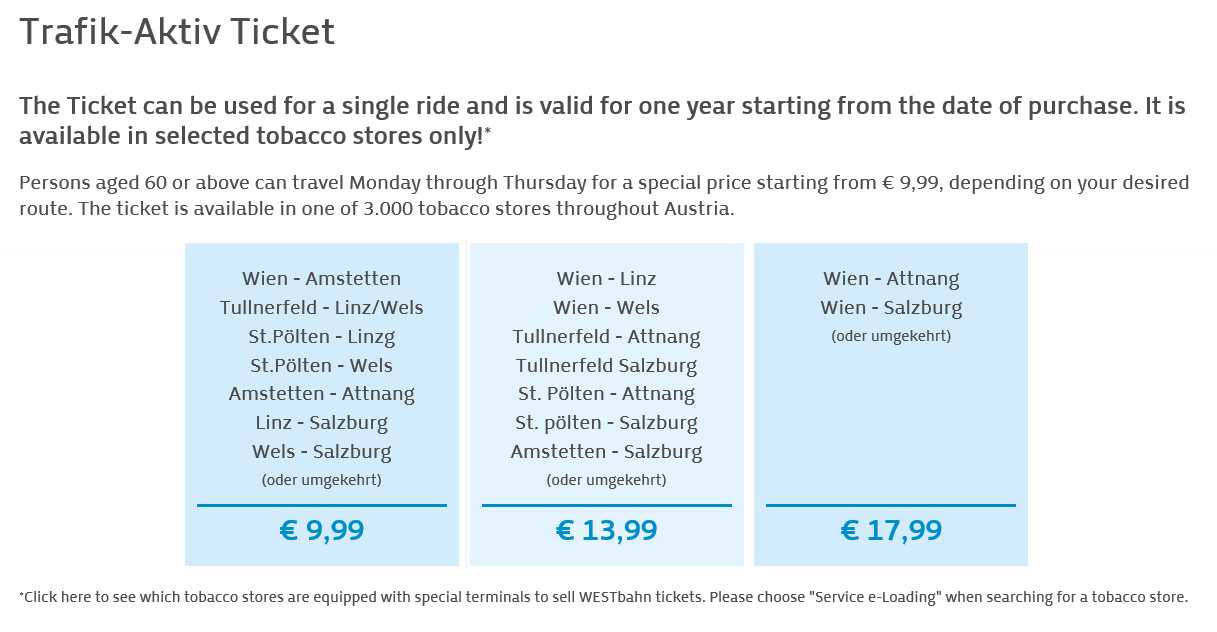 Trafik-Aktiv Ticket
The Ticket can be used for a single ride and is valid for one year starting from the date of purchase. It is
available in selected tobacco stores only!*
Persons aged 60 or above can travel Monday through Thursday for a special price starting from € 9,99, depending on your desired
route. The ticket is available in one of 3.000 tobacco stores throughout Austria.
Wien - Amstetten
Tullnerfeld - Linz/Wels
St.Pölten - Linzg
St.Pölten - Wels
Amstetten - Attnang
Linz - Salzburg
Wels - Salzburg
(oder umgekehrt)
€ 9,99
Wien - Linz
Wien - Wels
Tullnerfeld - Attnang
Tullnerfeld Salzburg
St. Pölten - Attnang
St. pölten - Salzburg
Amstetten - Salzburg
(oder umgekehrt)
€ 13,99
Wien - Attnang
Wien - Salzburg
(oder umgekehrt)
€ 17,99
*Click here to see which tobacco stores are equipped with special terminals to sell WESTbahn tickets. Please choose "Service e-Loading" when searching for a tobacco store.